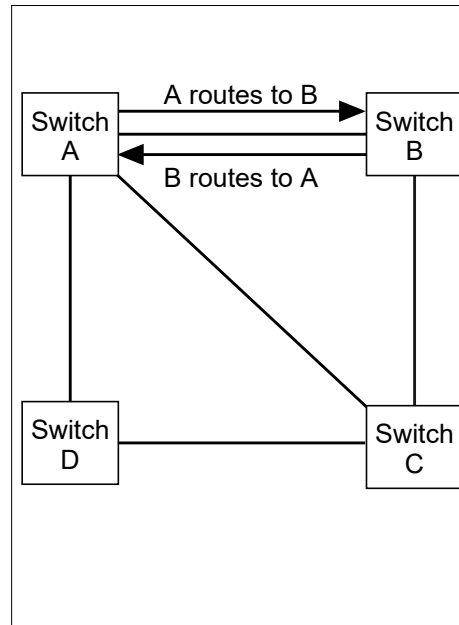 A routes to B
Switch
A
Switch
B
B routes to A
Switch
D
Switch
C